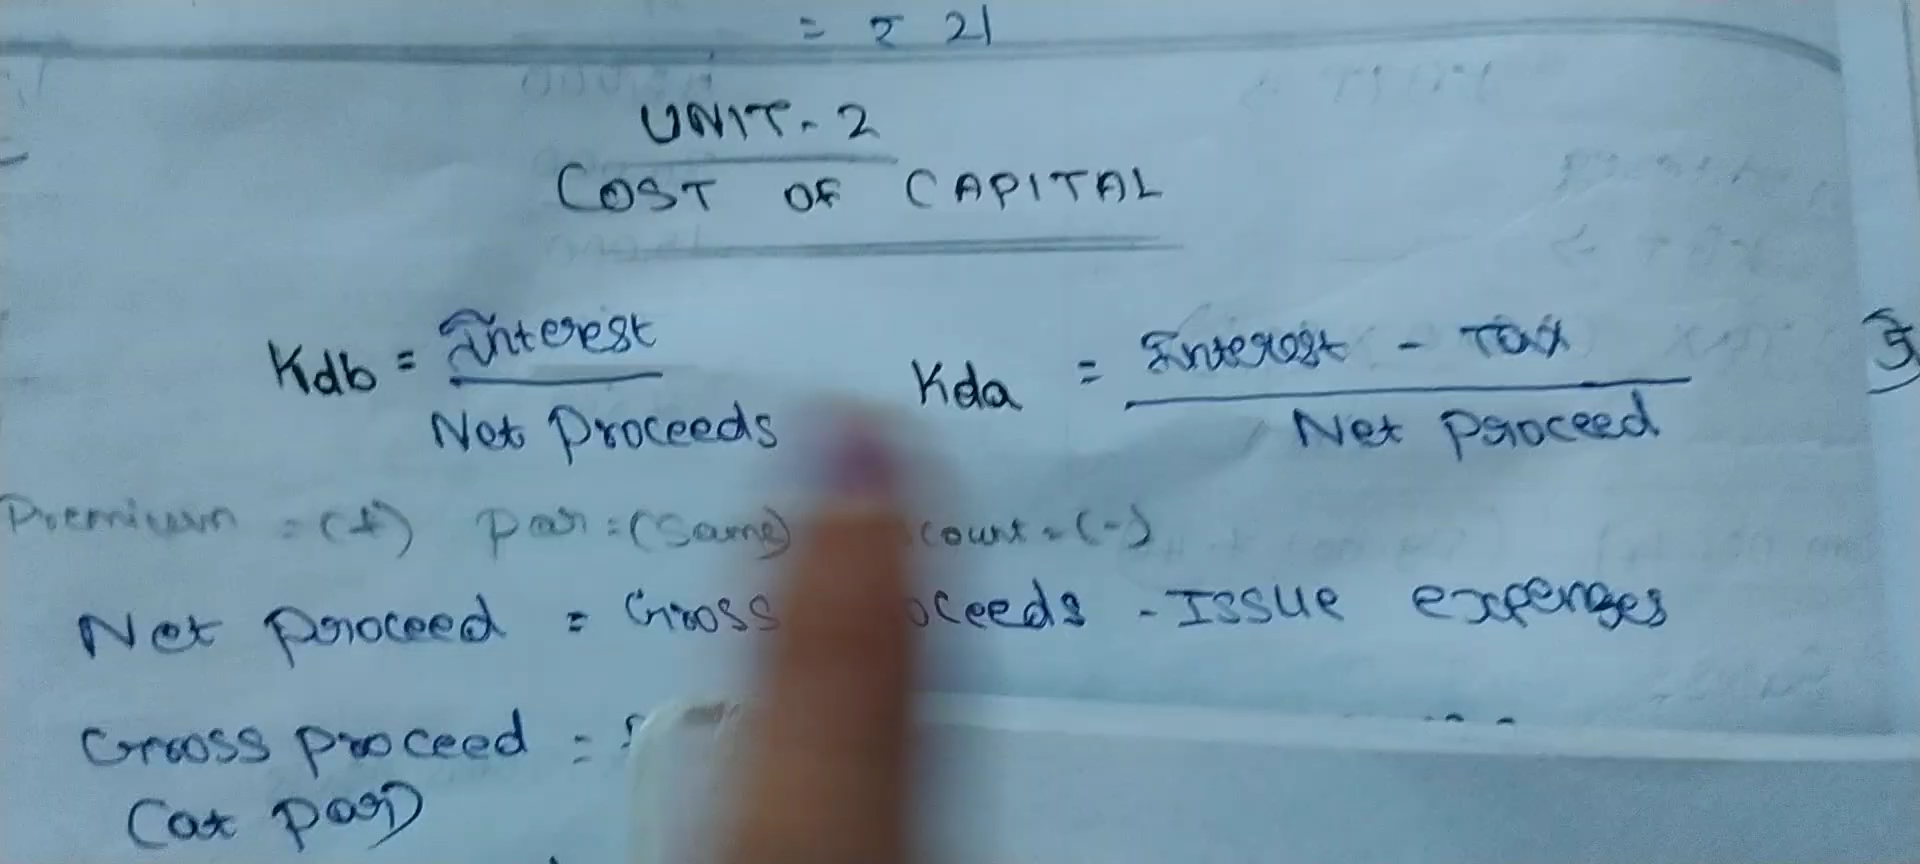 = ₹ 21
UNIT - 2
COST OF CAPITAL
Kdb = Interest / Net Proceeds
Kda = Interest - Tax / Net Proceed
Premium = (+) Par = (Same) count = (-)
Net Proceed = Gross oceeds - Issue expenses
Gross proceed =
(at par)